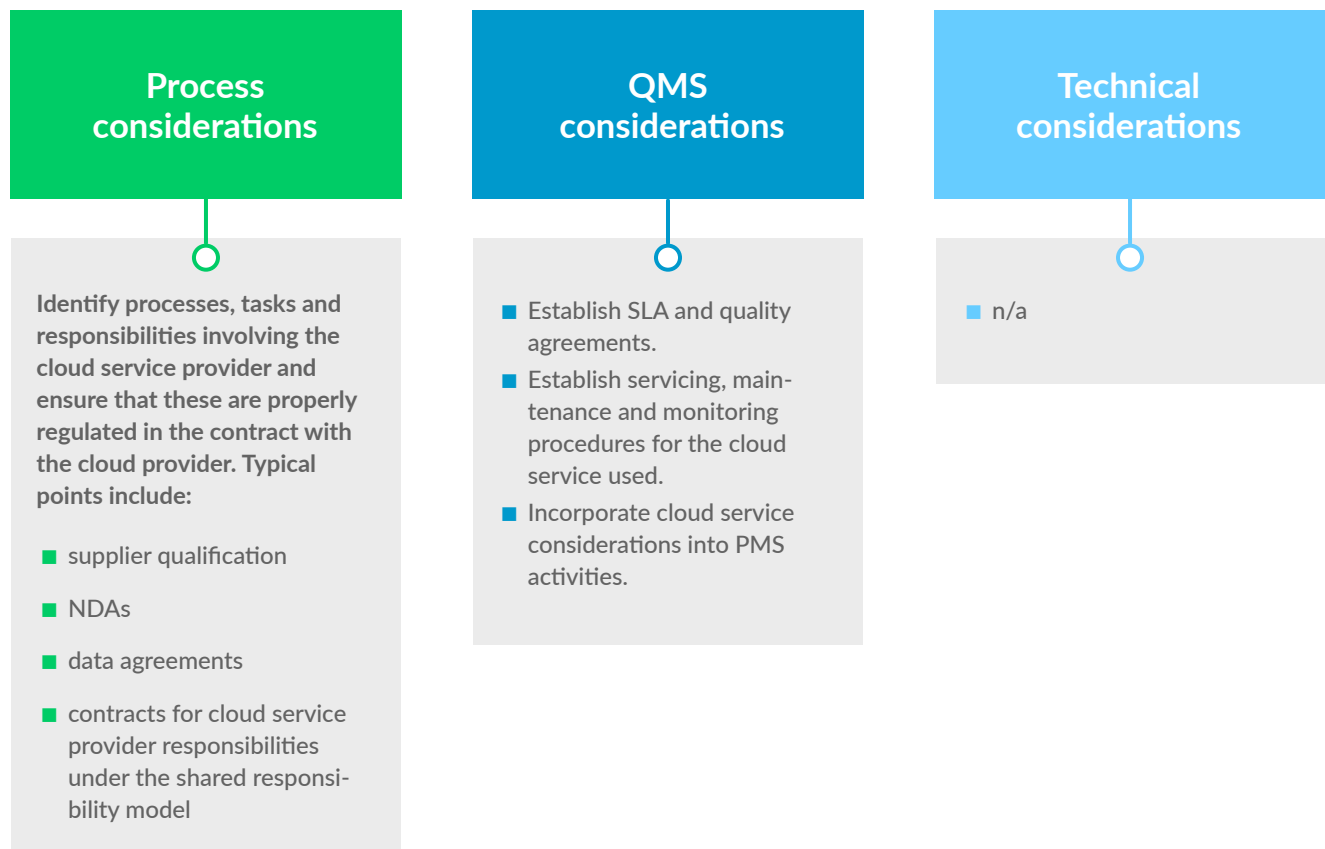 Process
considerations
Identify processes, tasks and
responsibilities involving the
cloud service provider and
ensure that these are properly
regulated in the contract with
the cloud provider. Typical
points include:
supplier qualification
NDAs
data agreements
contracts for cloud service
provider responsibilities
under the shared responsi-
bility model
QMS
considerations
Establish SLA and quality
agreements.
Establish servicing, main-
tenance and monitoring
procedures for the cloud
service used.
Incorporate cloud service
considerations into PMS
activities.
Technical
considerations
n/a